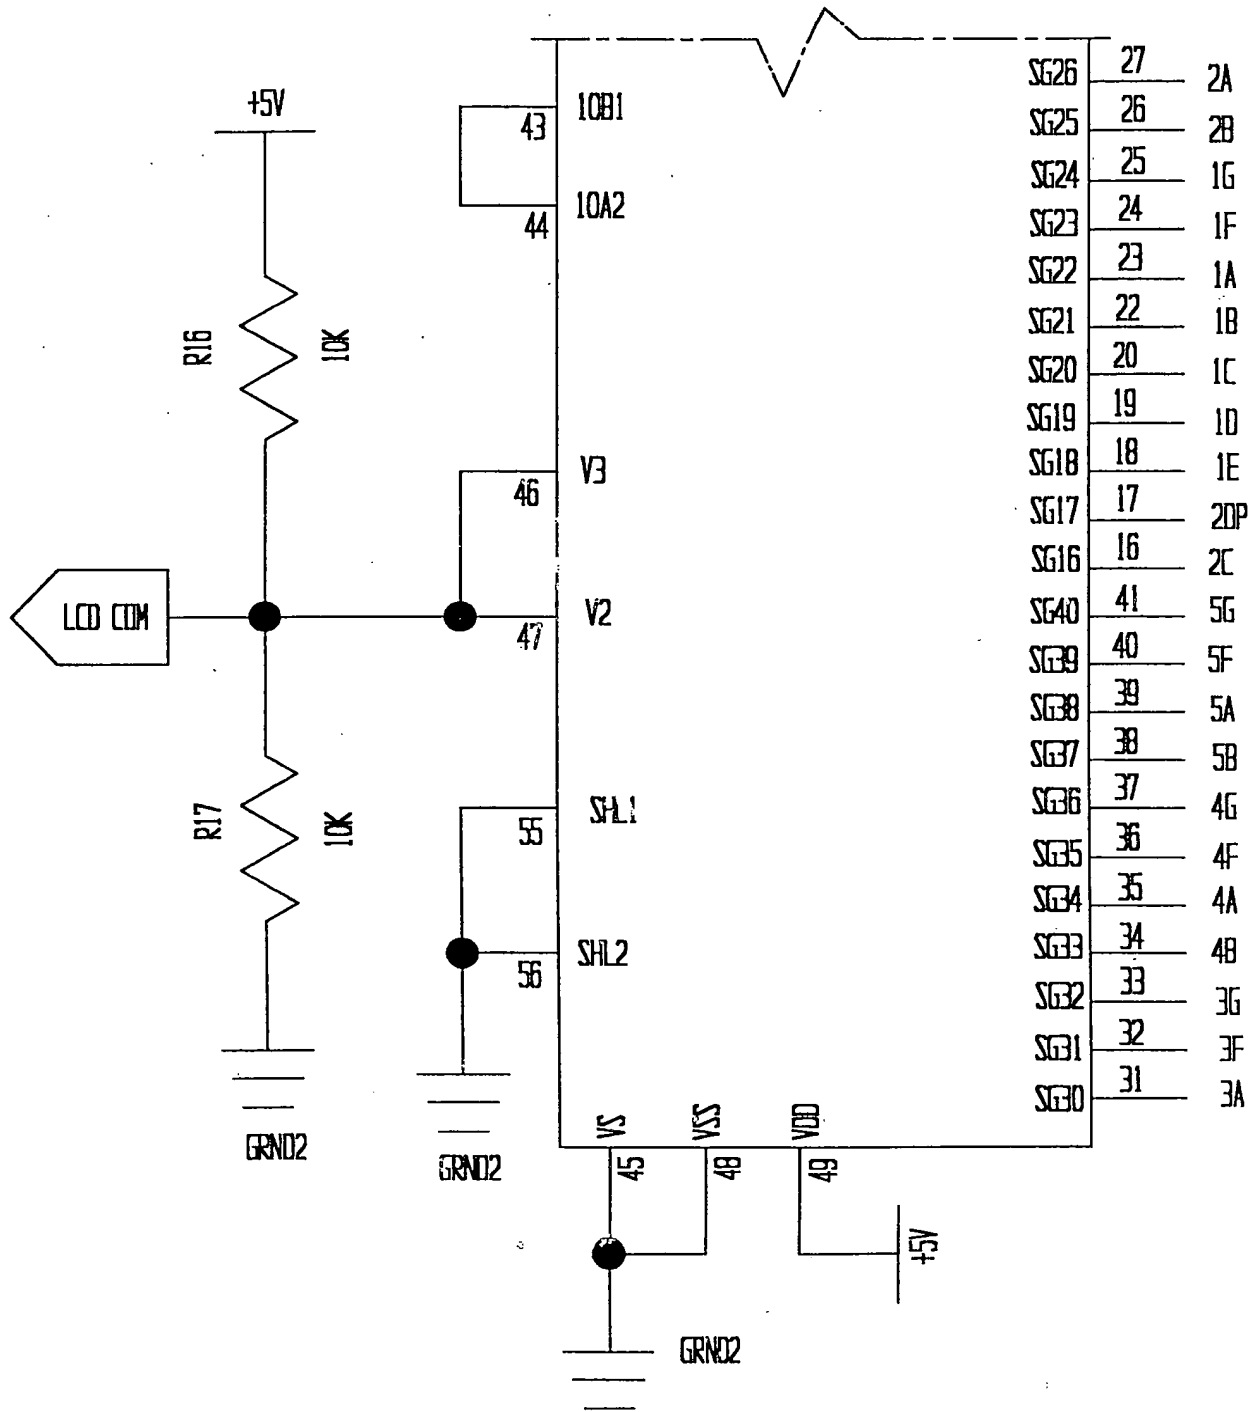 +5V
R16
10K
LCD COM
R17
10K
GRND2
43
10B1
44
10A2
46
V3
47
V2
55
SHL1
56
SHL2
GRND2
VS
45
VSS
48
VDD
49
+5V
GRND2
SG26 27 2A
SG25 26 2B
SG24 25 1G
SG23 24 1F
SG22 23 1A
SG21 22 1B
SG20 20 1C
SG19 19 1D
SG18 18 1E
SG17 17 2DP
SG16 16 2C
SG40 41 5G
SG39 40 5F
SG38 39 5A
SG37 38 5B
SG36 37 4G
SG35 36 4F
SG34 35 4A
SG33 34 4B
SG32 33 3G
SG31 32 3F
SG30 31 3A